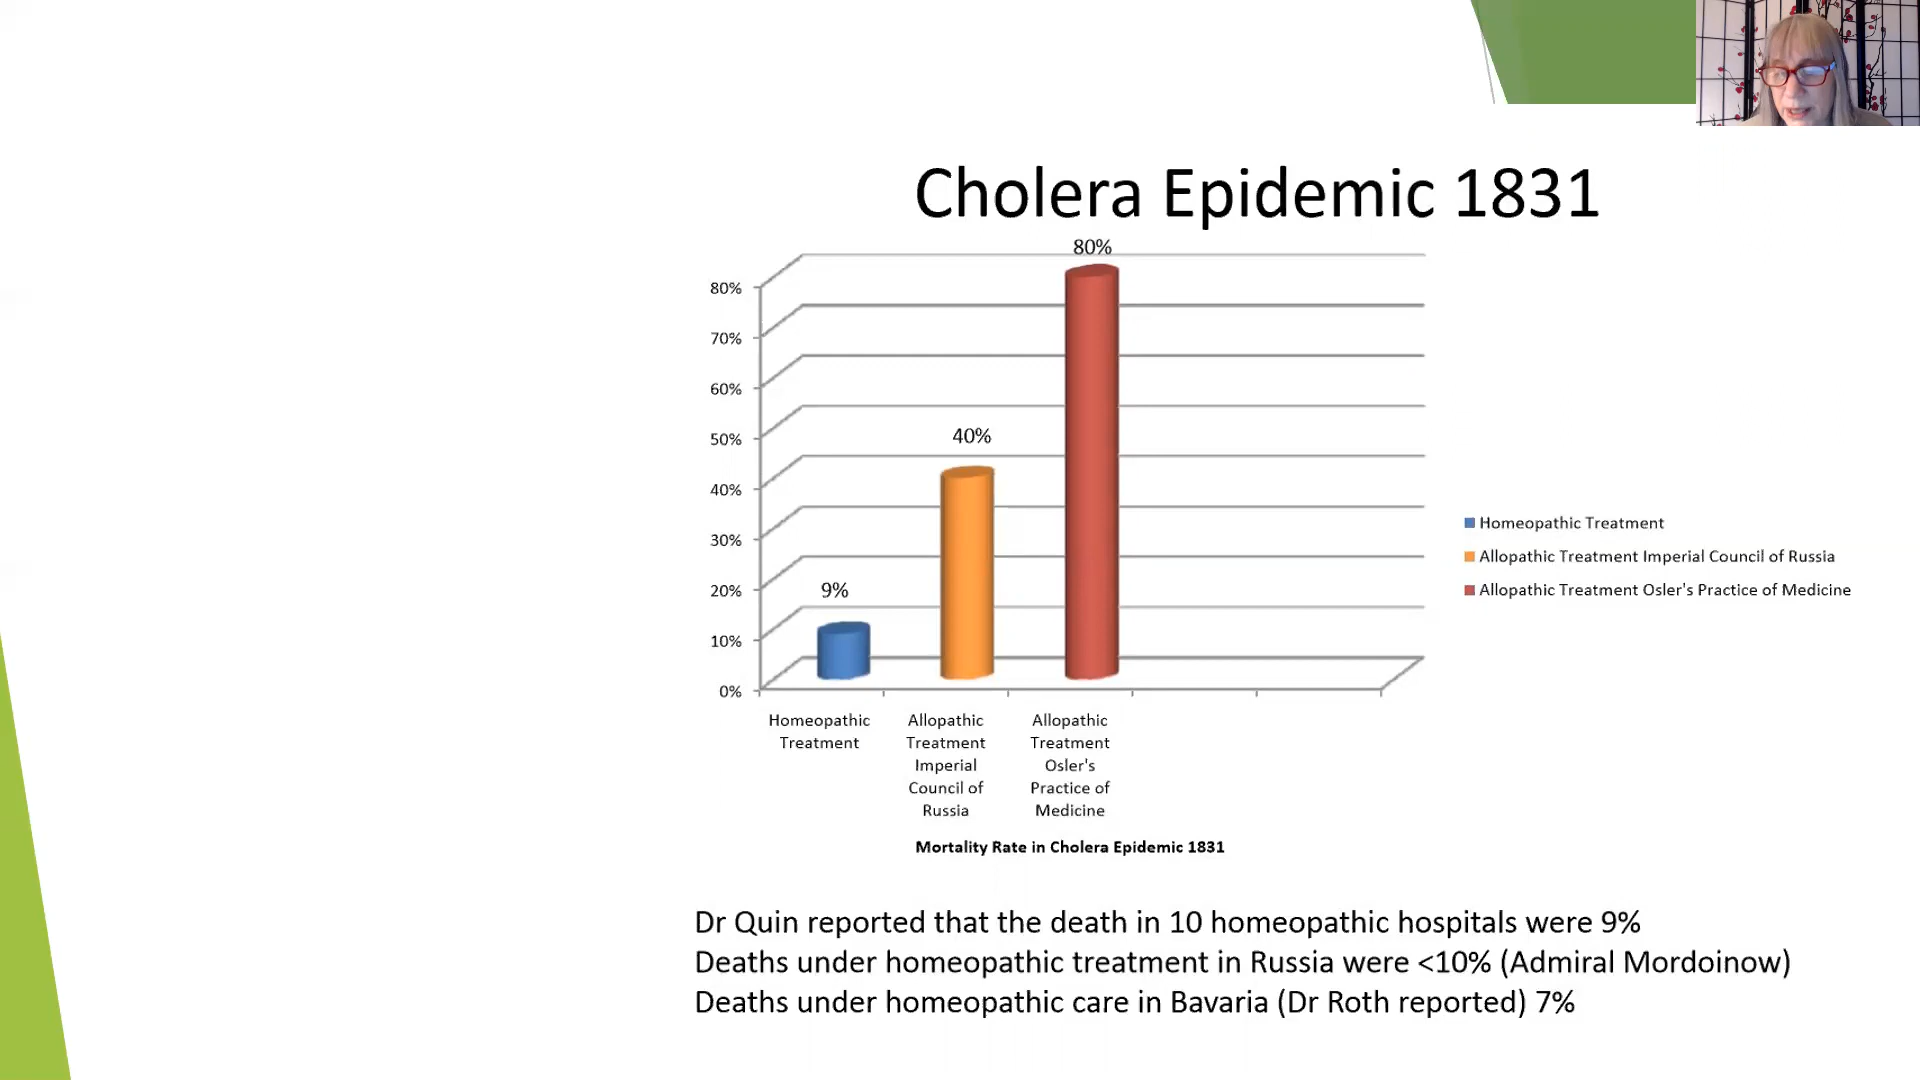 Cholera Epidemic 1831
80%
80%
70%
60%
50%
40%
40%
30%
20%
9%
10%
0%
Homeopathic Treatment
Allopathic Treatment Imperial Council of Russia
Allopathic Treatment Osler's Practice of Medicine
Homeopathic
Treatment
Allopathic
Treatment
Imperial
Council of
Russia
Allopathic
Treatment
Osler's
Practice of
Medicine
Mortality Rate in Cholera Epidemic 1831
Dr Quin reported that the death in 10 homeopathic hospitals were 9%
Deaths under homeopathic treatment in Russia were <10% (Admiral Mordoinow)
Deaths under homeopathic care in Bavaria (Dr Roth reported) 7%